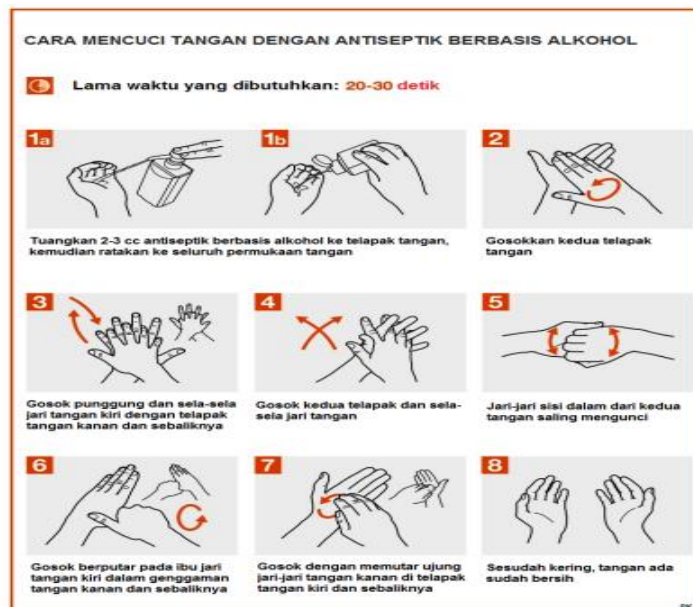 CARA MENCUCI TANGAN DENGAN ANTISEPTIK BERBASIS ALKOHOL
Lama waktu yang dibutuhkan: 20-30 detik
1a
1b
2
Tuangkan 2-3 cc antiseptik berbasis alkohol ke telapak tangan,
kemudian ratakan ke seluruh permukaan tangan
Gosokkan kedua telapak
tangan
3
4
5
Gosok punggung dan sela-sela
jari tangan kiri dengan telapak
tangan kanan dan sebaliknya
Gosok kedua telapak dan sela-
sela jari tangan
Jari-jari sisi dalam dari kedua
tangan saling mengunci
6
7
8
Gosok berputar pada ibu jari
tangan kiri dalam genggaman
tangan kanan dan sebaliknya
Gosok dengan memutar ujung
jari-jari tangan kanan di telapak
tangan kiri dan sebaliknya
Sesudah kering, tangan ada
sudah bersih